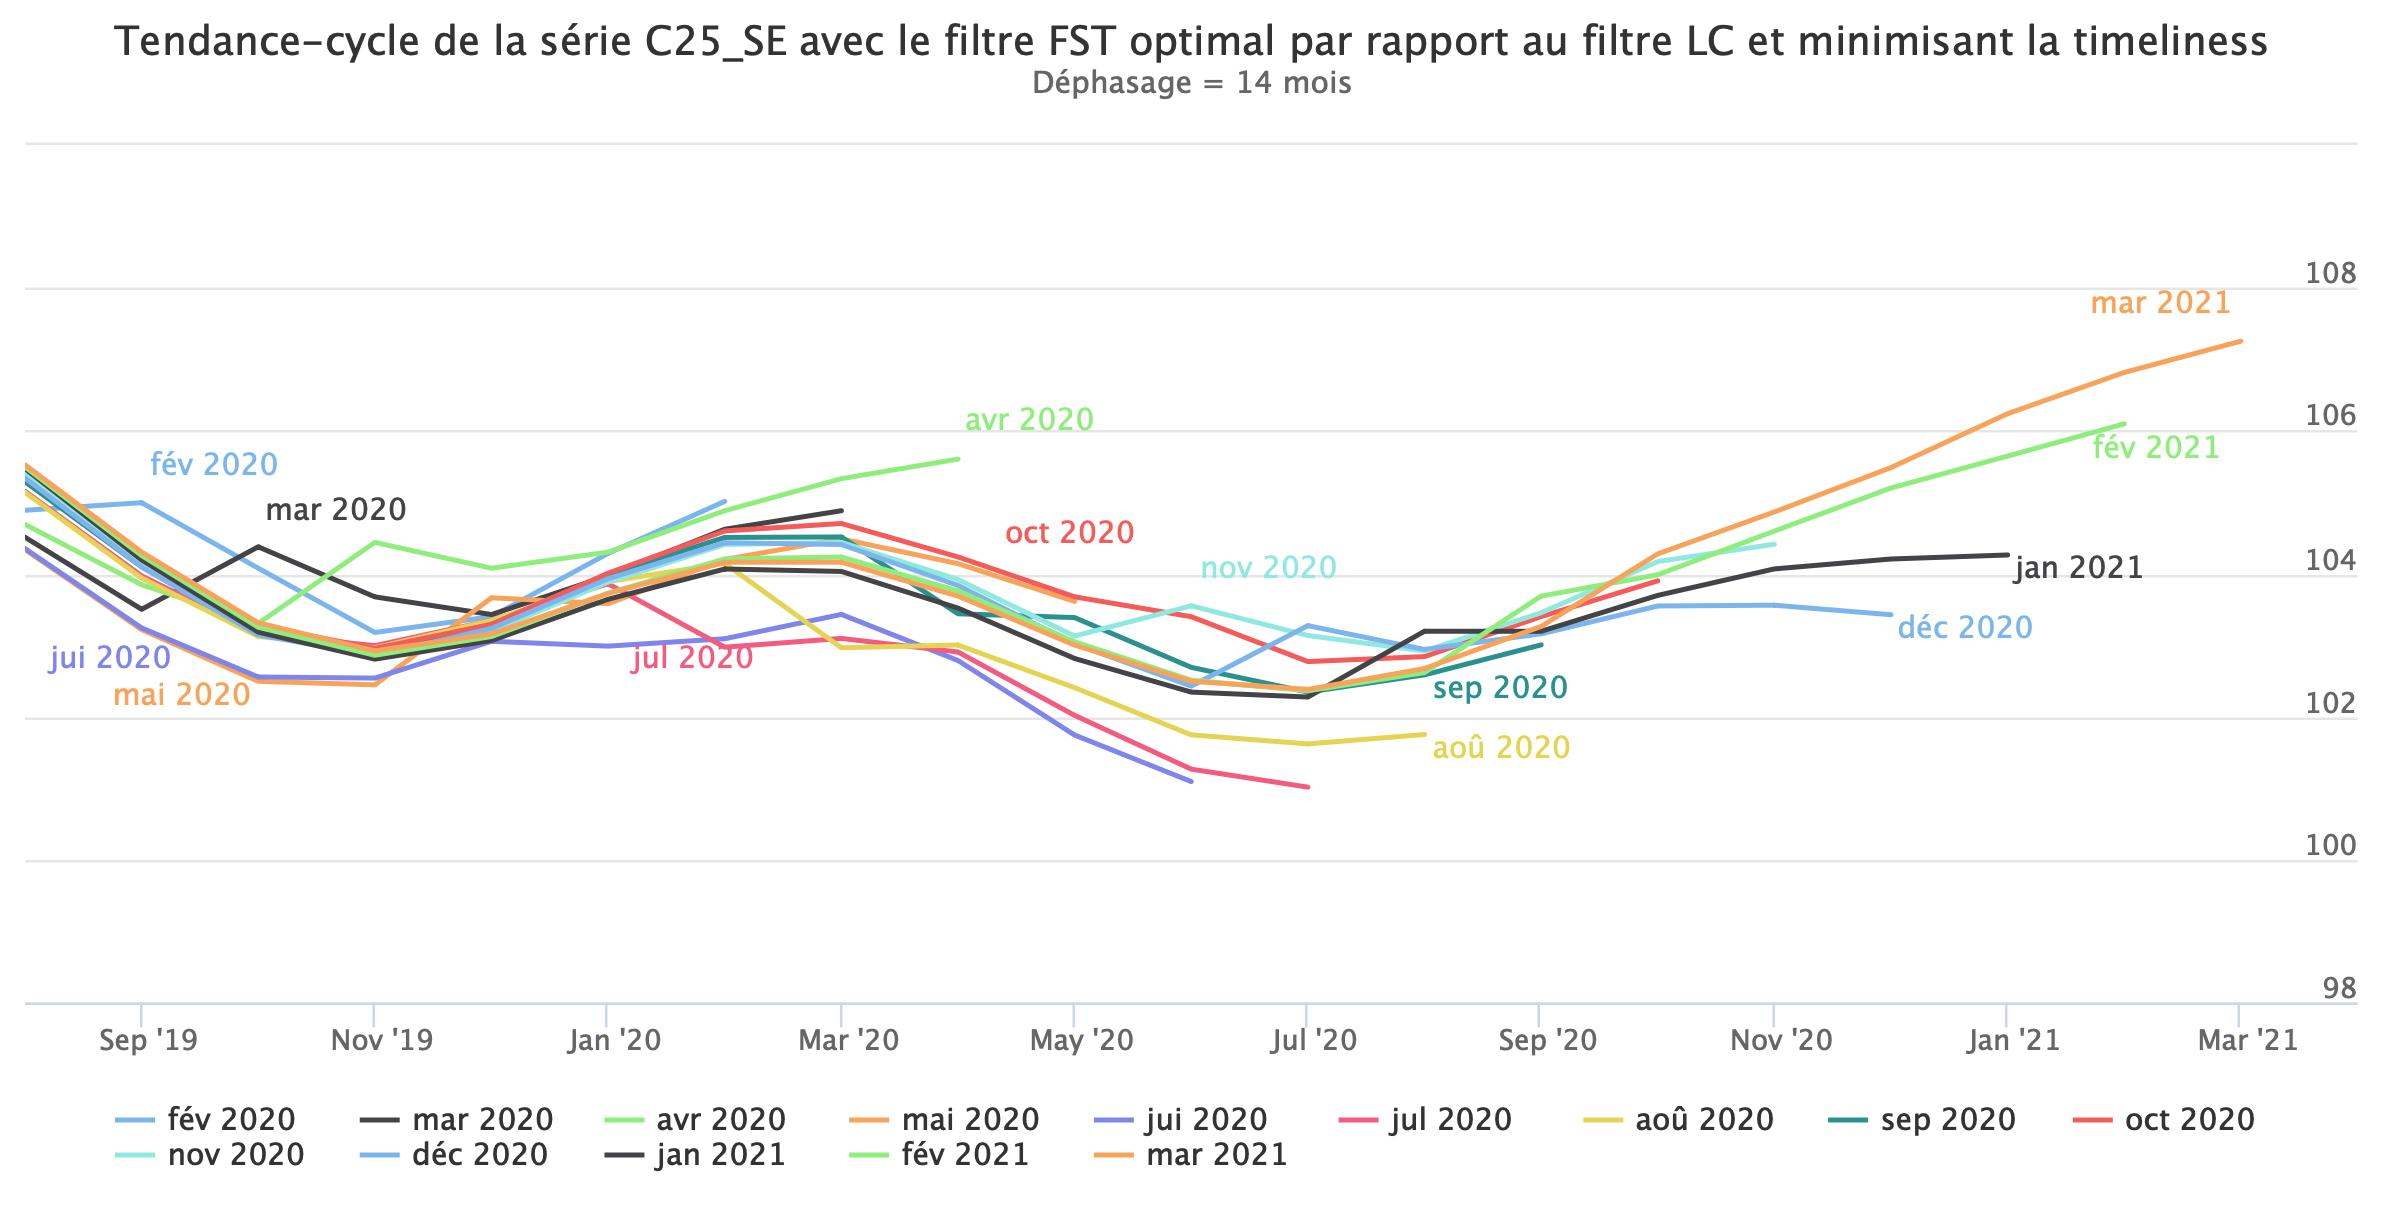 Tendance-cycle de la série C25_SE avec le filtre FST optimal par rapport au filtre LC et minimisant la timeliness
Déphasage = 14 mois
108
mar 2021
106
avr 2020
fév 2021
fév 2020
mar 2020
oct 2020
104
nov 2020
jan 2021
déc 2020
jui 2020
jul 2020
mai 2020
sep 2020
102
aoû 2020
100
98
Sep '19 Nov '19 Jan '20 Mar '20 May '20 Jul '20 Sep '20 Nov '20 Jan '21 Mar '21
fév 2020 mar 2020 avr 2020 mai 2020 jui 2020 jul 2020 aoû 2020 sep 2020 oct 2020
nov 2020 déc 2020 jan 2021 fév 2021 mar 2021